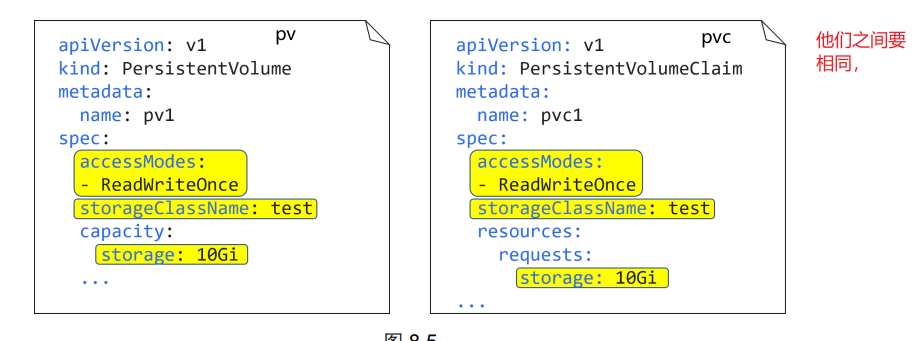 pv
apiVersion: v1
kind: PersistentVolume
metadata:
name: pv1
spec:
accessModes:
- ReadWriteOnce
storageClassName: test
capacity:
storage: 10Gi
...
pvc
apiVersion: v1
kind: PersistentVolumeClaim
metadata:
name: pvc1
spec:
accessModes:
- ReadWriteOnce
storageClassName: test
resources:
requests:
storage: 10Gi
...
他们之间要
相同，
图 8-5